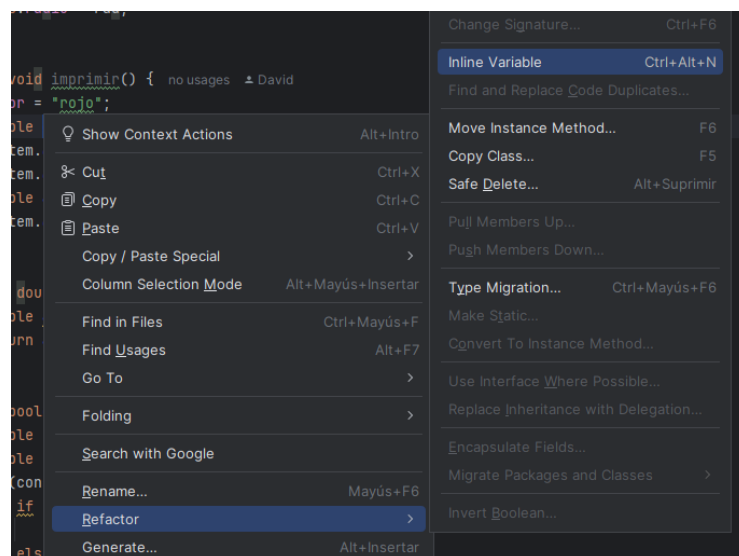 void imprimir() { no usages David
or = "rojo";
ble
tem.
tem.
ble
tem.
dou
ble
urn
bool
ble
ble
(con
if
els
Show Context Actions Alt+Intro
Cut Ctrl+X
Copy Ctrl+C
Paste Ctrl+V
Copy / Paste Special
Column Selection Mode Alt+Mayús+Insertar
Find in Files Ctrl+Mayús+F
Find Usages Alt+F7
Go To
Folding
Search with Google
Rename... Mayús+F6
Refactor
Generate... Alt+Insertar
Change Signature... Ctrl+F6
Inline Variable Ctrl+Alt+N
Find and Replace Code Duplicates...
Move Instance Method... F6
Copy Class... F5
Safe Delete... Alt+Suprimir
Pull Members Up...
Push Members Down...
Type Migration... Ctrl+Mayús+F6
Make Static...
Convert To Instance Method...
Use Interface Where Possible...
Replace Inheritance with Delegation...
Encapsulate Fields...
Migrate Packages and Classes
Invert Boolean...